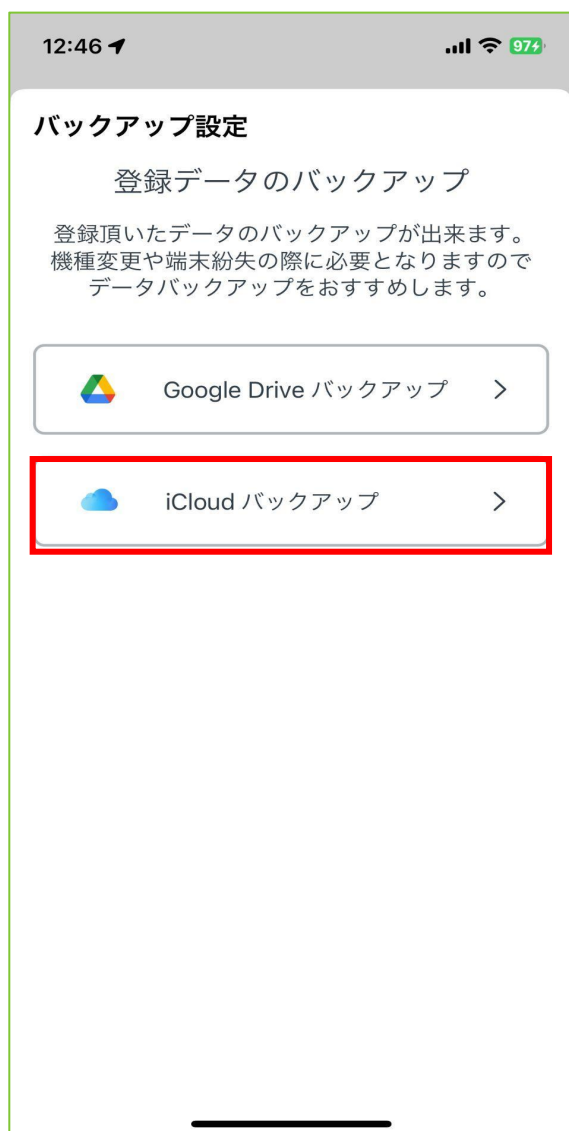 12:46
97
バックアップ設定
登録データのバックアップ
登録頂いたデータのバックアップが出来ます。
機種変更や端末紛失の際に必要となりますので
データバックアップをおすすめします。
Google Drive バックアップ
iCloud バックアップ